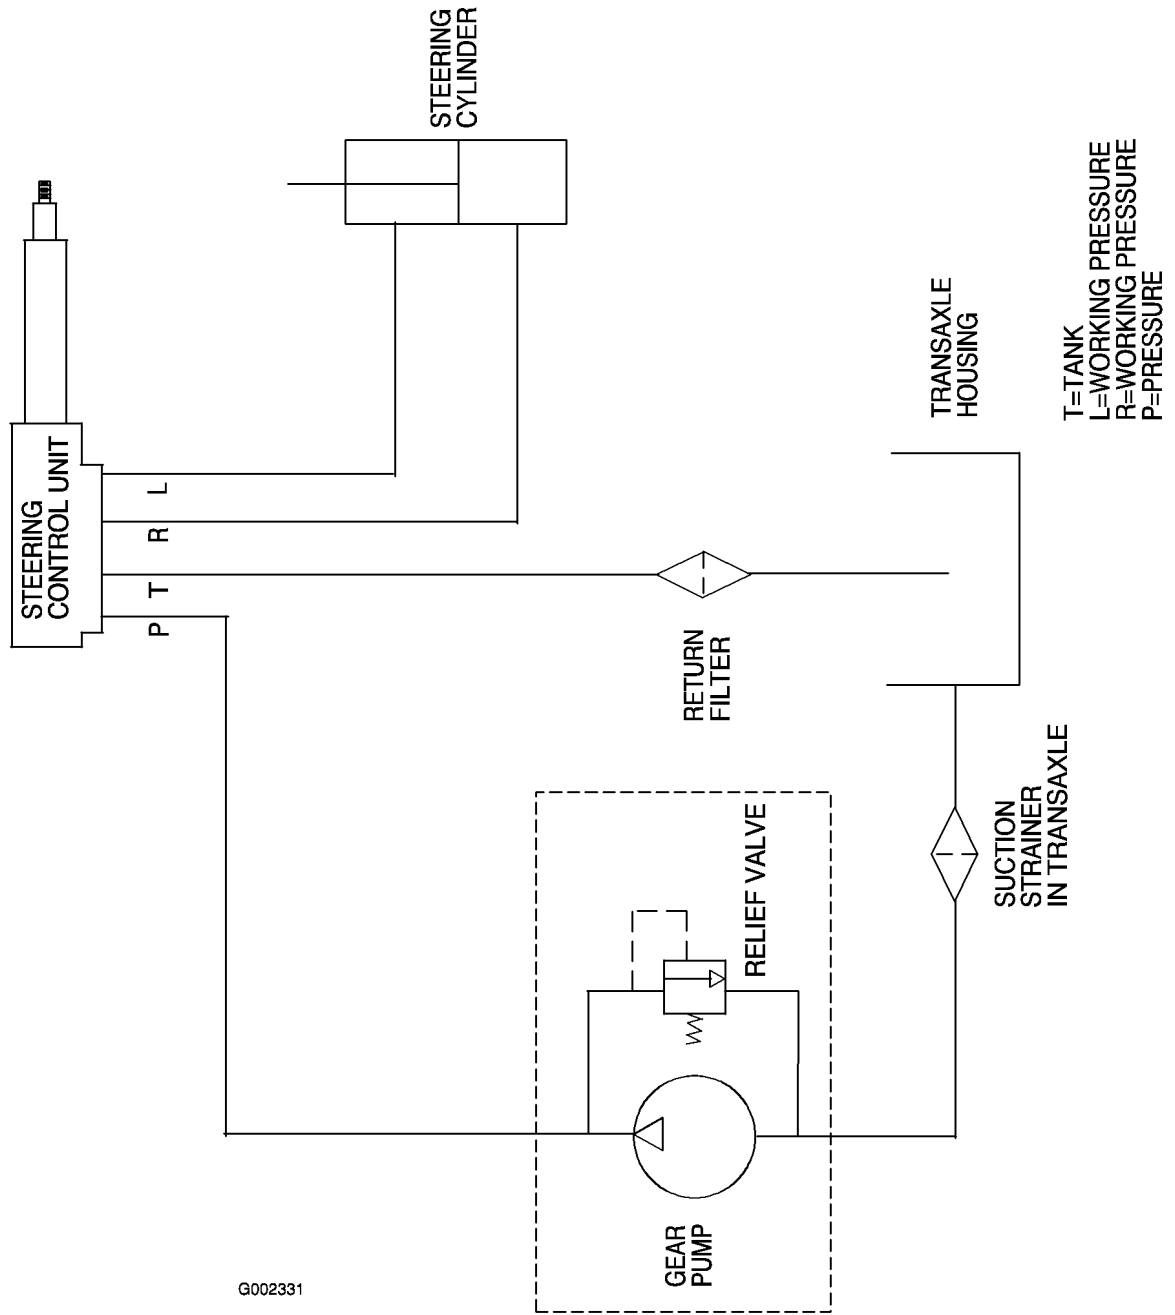 STEERING
CONTROL UNIT
P
T
R
L
STEERING
CYLINDER
RETURN
FILTER
TRANSAXLE
HOUSING
GEAR
PUMP
RELIEF VALVE
SUCTION
STRAINER
IN TRANSAXLE
T=TANK
L=WORKING PRESSURE
R=WORKING PRESSURE
P=PRESSURE
G002331